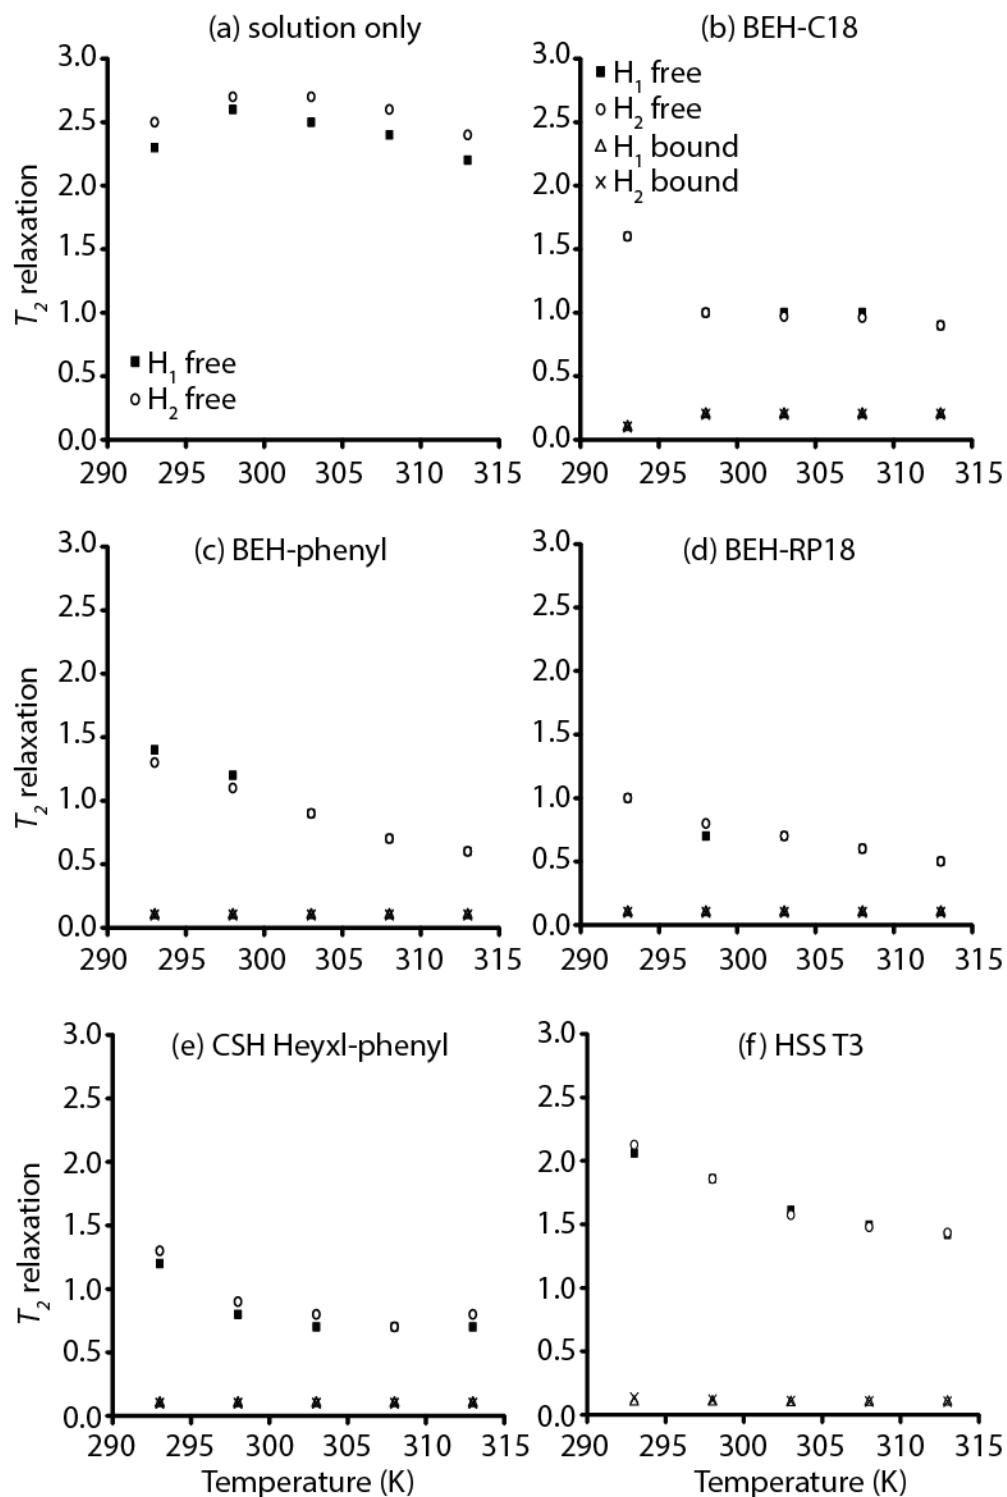 (a) solution only
3.0
2.5
2.0
1.5
1.0
0.5
0.0
T2 relaxation
H1 free
H2 free
290 295 300 305 310 315
(b) BEH-C18
3.0
2.5
2.0
1.5
1.0
0.5
0.0
H1 free
H2 free
H1 bound
H2 bound
290 295 300 305 310 315
(c) BEH-phenyl
3.0
2.5
2.0
1.5
1.0
0.5
0.0
T2 relaxation
290 295 300 305 310 315
(d) BEH-RP18
3.0
2.5
2.0
1.5
1.0
0.5
0.0
290 295 300 305 310 315
(e) CSH Heyxl-phenyl
3.0
2.5
2.0
1.5
1.0
0.5
0.0
T2 relaxation
290 295 300 305 310 315
Temperature (K)
(f) HSS T3
3.0
2.5
2.0
1.5
1.0
0.5
0.0
290 295 300 305 310 315
Temperature (K)